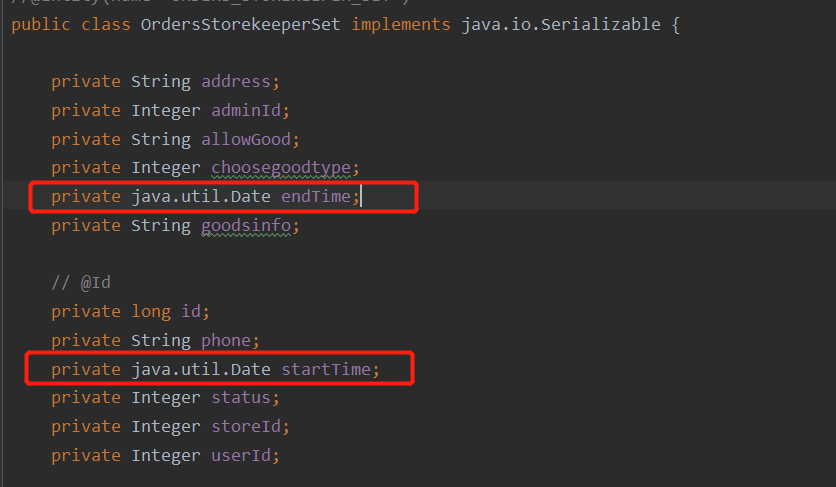 public class OrdersStorekeeperSet implements java.io.Serializable {
private String address;
private Integer adminId;
private String allowGood;
private Integer choosegoodtype;
private java.util.Date endTime;
private String goodsinfo;
// @Id
private long id;
private String phone;
private java.util.Date startTime;
private Integer status;
private Integer storeId;
private Integer userId;